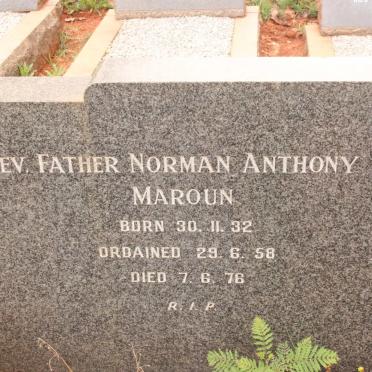 EV. FATHER NORMAN ANTHONY
MAROUN
BORN 30.11.32
ORDAINED 29.6.58
DIED 7.6.76
R.I.P.